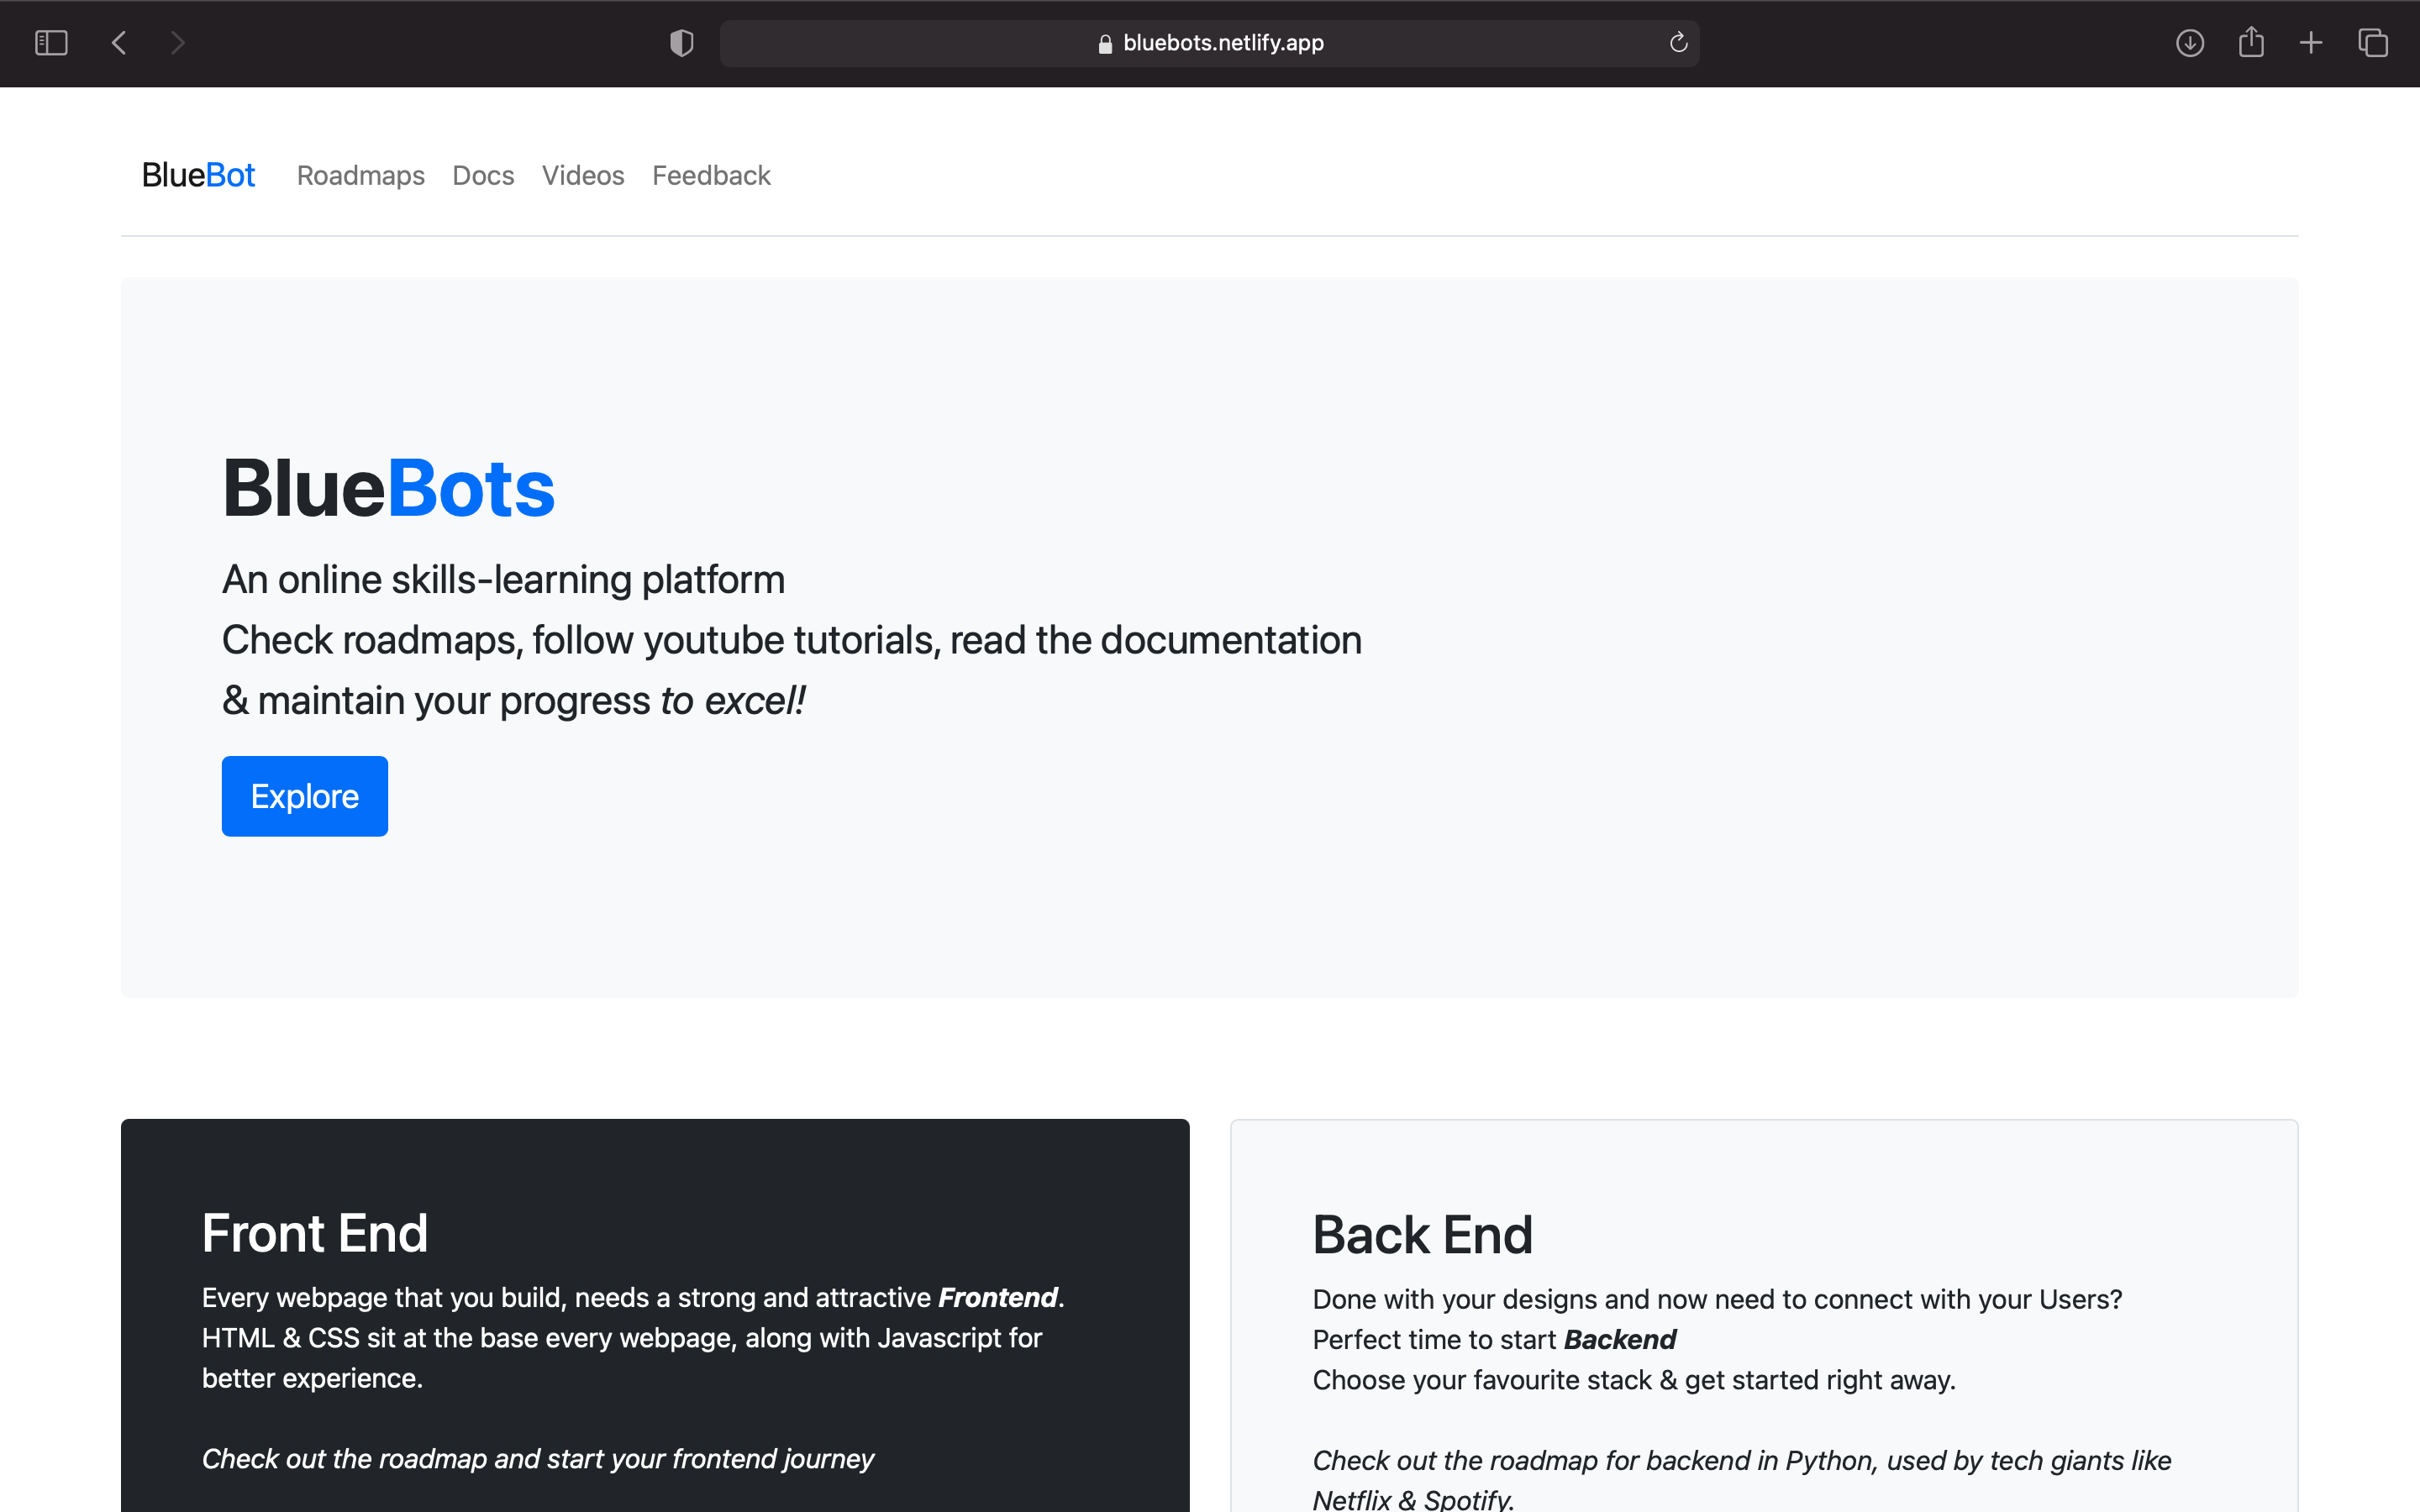 bluebots.netlify.app
BlueBot Roadmaps Docs Videos Feedback
BlueBots
An online skills-learning platform
Check roadmaps, follow youtube tutorials, read the documentation
& maintain your progress to excel!
Explore
Front End
Every webpage that you build, needs a strong and attractive Frontend.
HTML & CSS sit at the base every webpage, along with Javascript for
better experience.
Check out the roadmap and start your frontend journey
Back End
Done with your designs and now need to connect with your Users?
Perfect time to start Backend
Choose your favourite stack & get started right away.
Check out the roadmap for backend in Python, used by tech giants like
Netflix & Spotify.